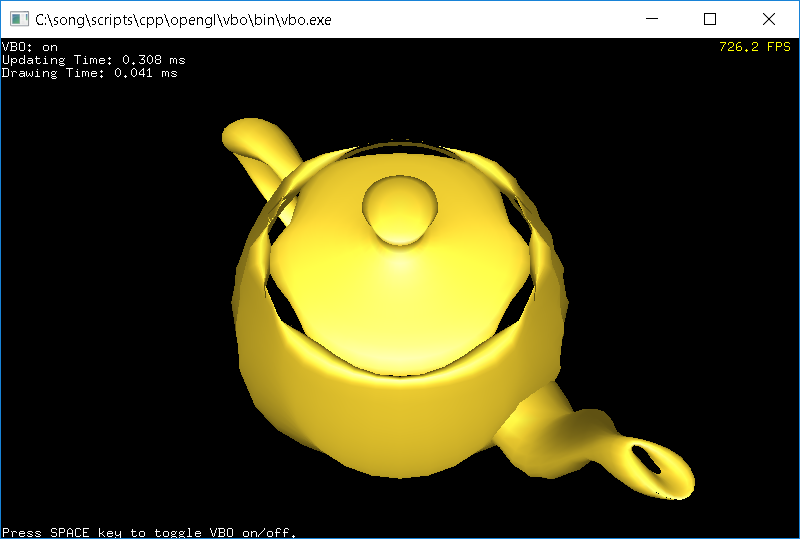 C:\song\scripts\cpp\opengl\vbo\bin\vbo.exe
VBO: on
726.2 FPS
Updating Time: 0.308 ms
Drawing Time: 0.041 ms
Press SPACE key to toggle VBO on/off.